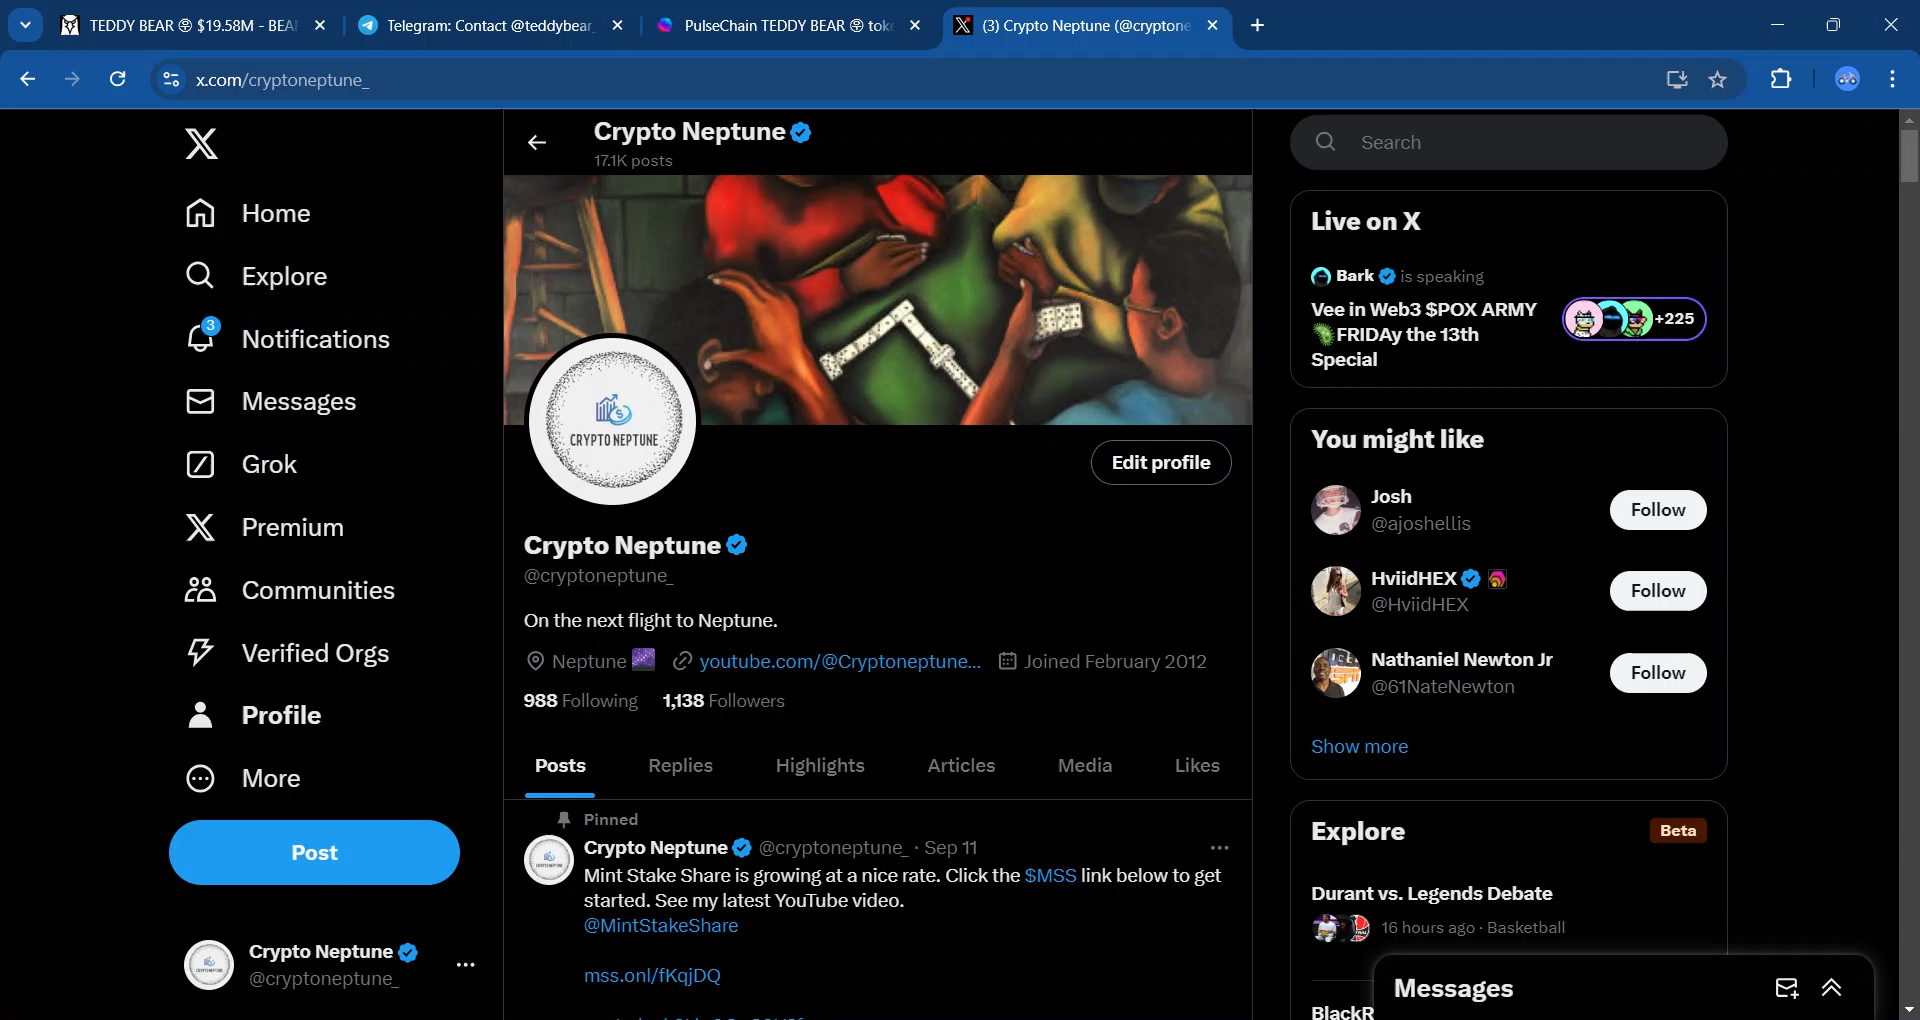 TEDDY BEAR ㉾ $19.58M - BEA
Telegram: Contact @teddybear_
PulseChain TEDDY BEAR ㉾ tok
(3) Crypto Neptune (@cryptone
x.com/cryptoneptune_
Home
Explore
3
Notifications
Messages
Grok
Premium
Communities
Verified Orgs
Profile
More
Post
Crypto Neptune
@cryptoneptune_
Crypto Neptune
17.1K posts
CRYPTO NEPTUNE
Edit profile
Crypto Neptune
@cryptoneptune_
On the next flight to Neptune.
Neptune youtube.com/@Cryptoneptune... Joined February 2012
988 Following 1,138 Followers
Posts Replies Highlights Articles Media Likes
Pinned
Crypto Neptune @cryptoneptune_ · Sep 11
Mint Stake Share is growing at a nice rate. Click the $MSS link below to get
started. See my latest YouTube video.
@MintStakeShare
mss.onl/fKqjDQ
Search
Live on X
Bark is speaking
Vee in Web3 $POX ARMY
🦠FRIDAy the 13th
Special
+225
You might like
Josh
@ajoshellis
Follow
HviidHEX
@HviidHEX
Follow
Nathaniel Newton Jr
@61NateNewton
Follow
Show more
Explore
Beta
Durant vs. Legends Debate
16 hours ago · Basketball
BlackR
Messages